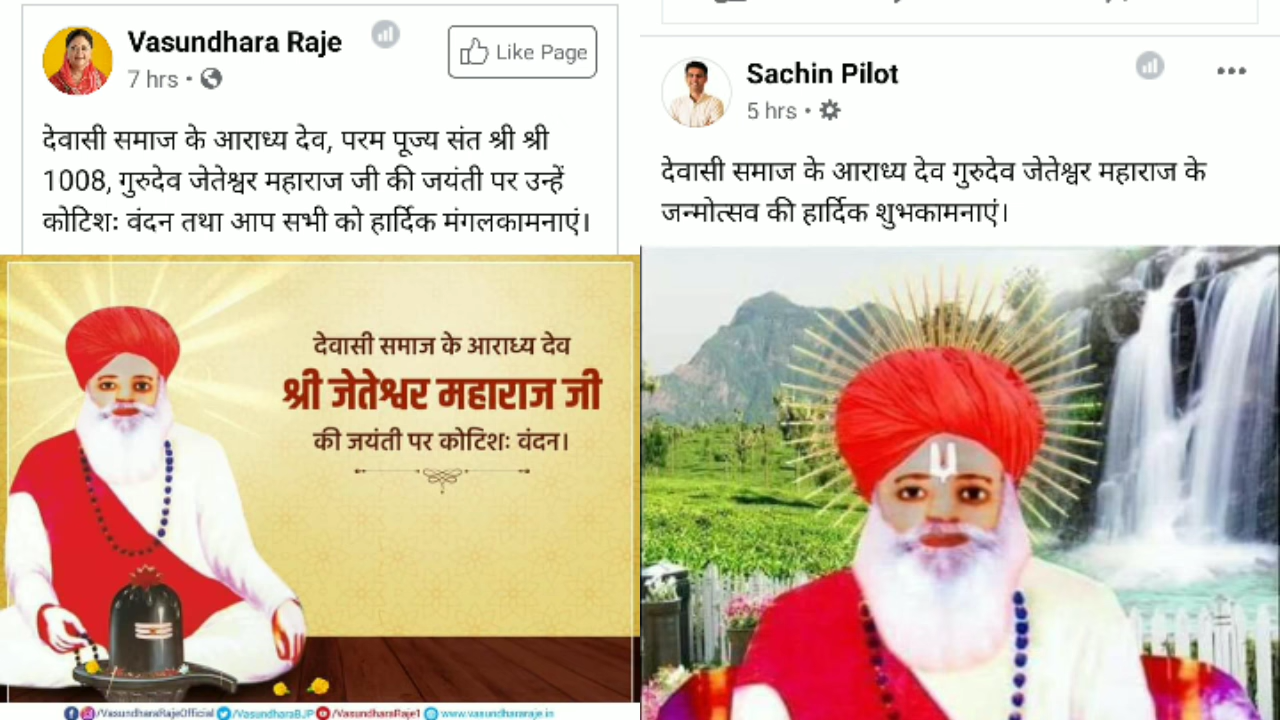 Vasundhara Raje
Like Page
7 hrs •
देवासी समाज के आराध्य देव, परम पूज्य संत श्री श्री
1008, गुरुदेव जेतेश्वर महाराज जी की जयंती पर उन्हें
कोटिशः वंदन तथा आप सभी को हार्दिक मंगलकामनाएं।
देवासी समाज के आराध्य देव
श्री जेतेश्वर महाराज जी
की जयंती पर कोटिशः वंदन।
/VasundharaRajeOfficial /VasundharaBJP /VasundharaRaje1 www.vasundhararaje.in
Sachin Pilot
5 hrs •
देवासी समाज के आराध्य देव गुरुदेव जेतेश्वर महाराज के
जन्मोत्सव की हार्दिक शुभकामनाएं।